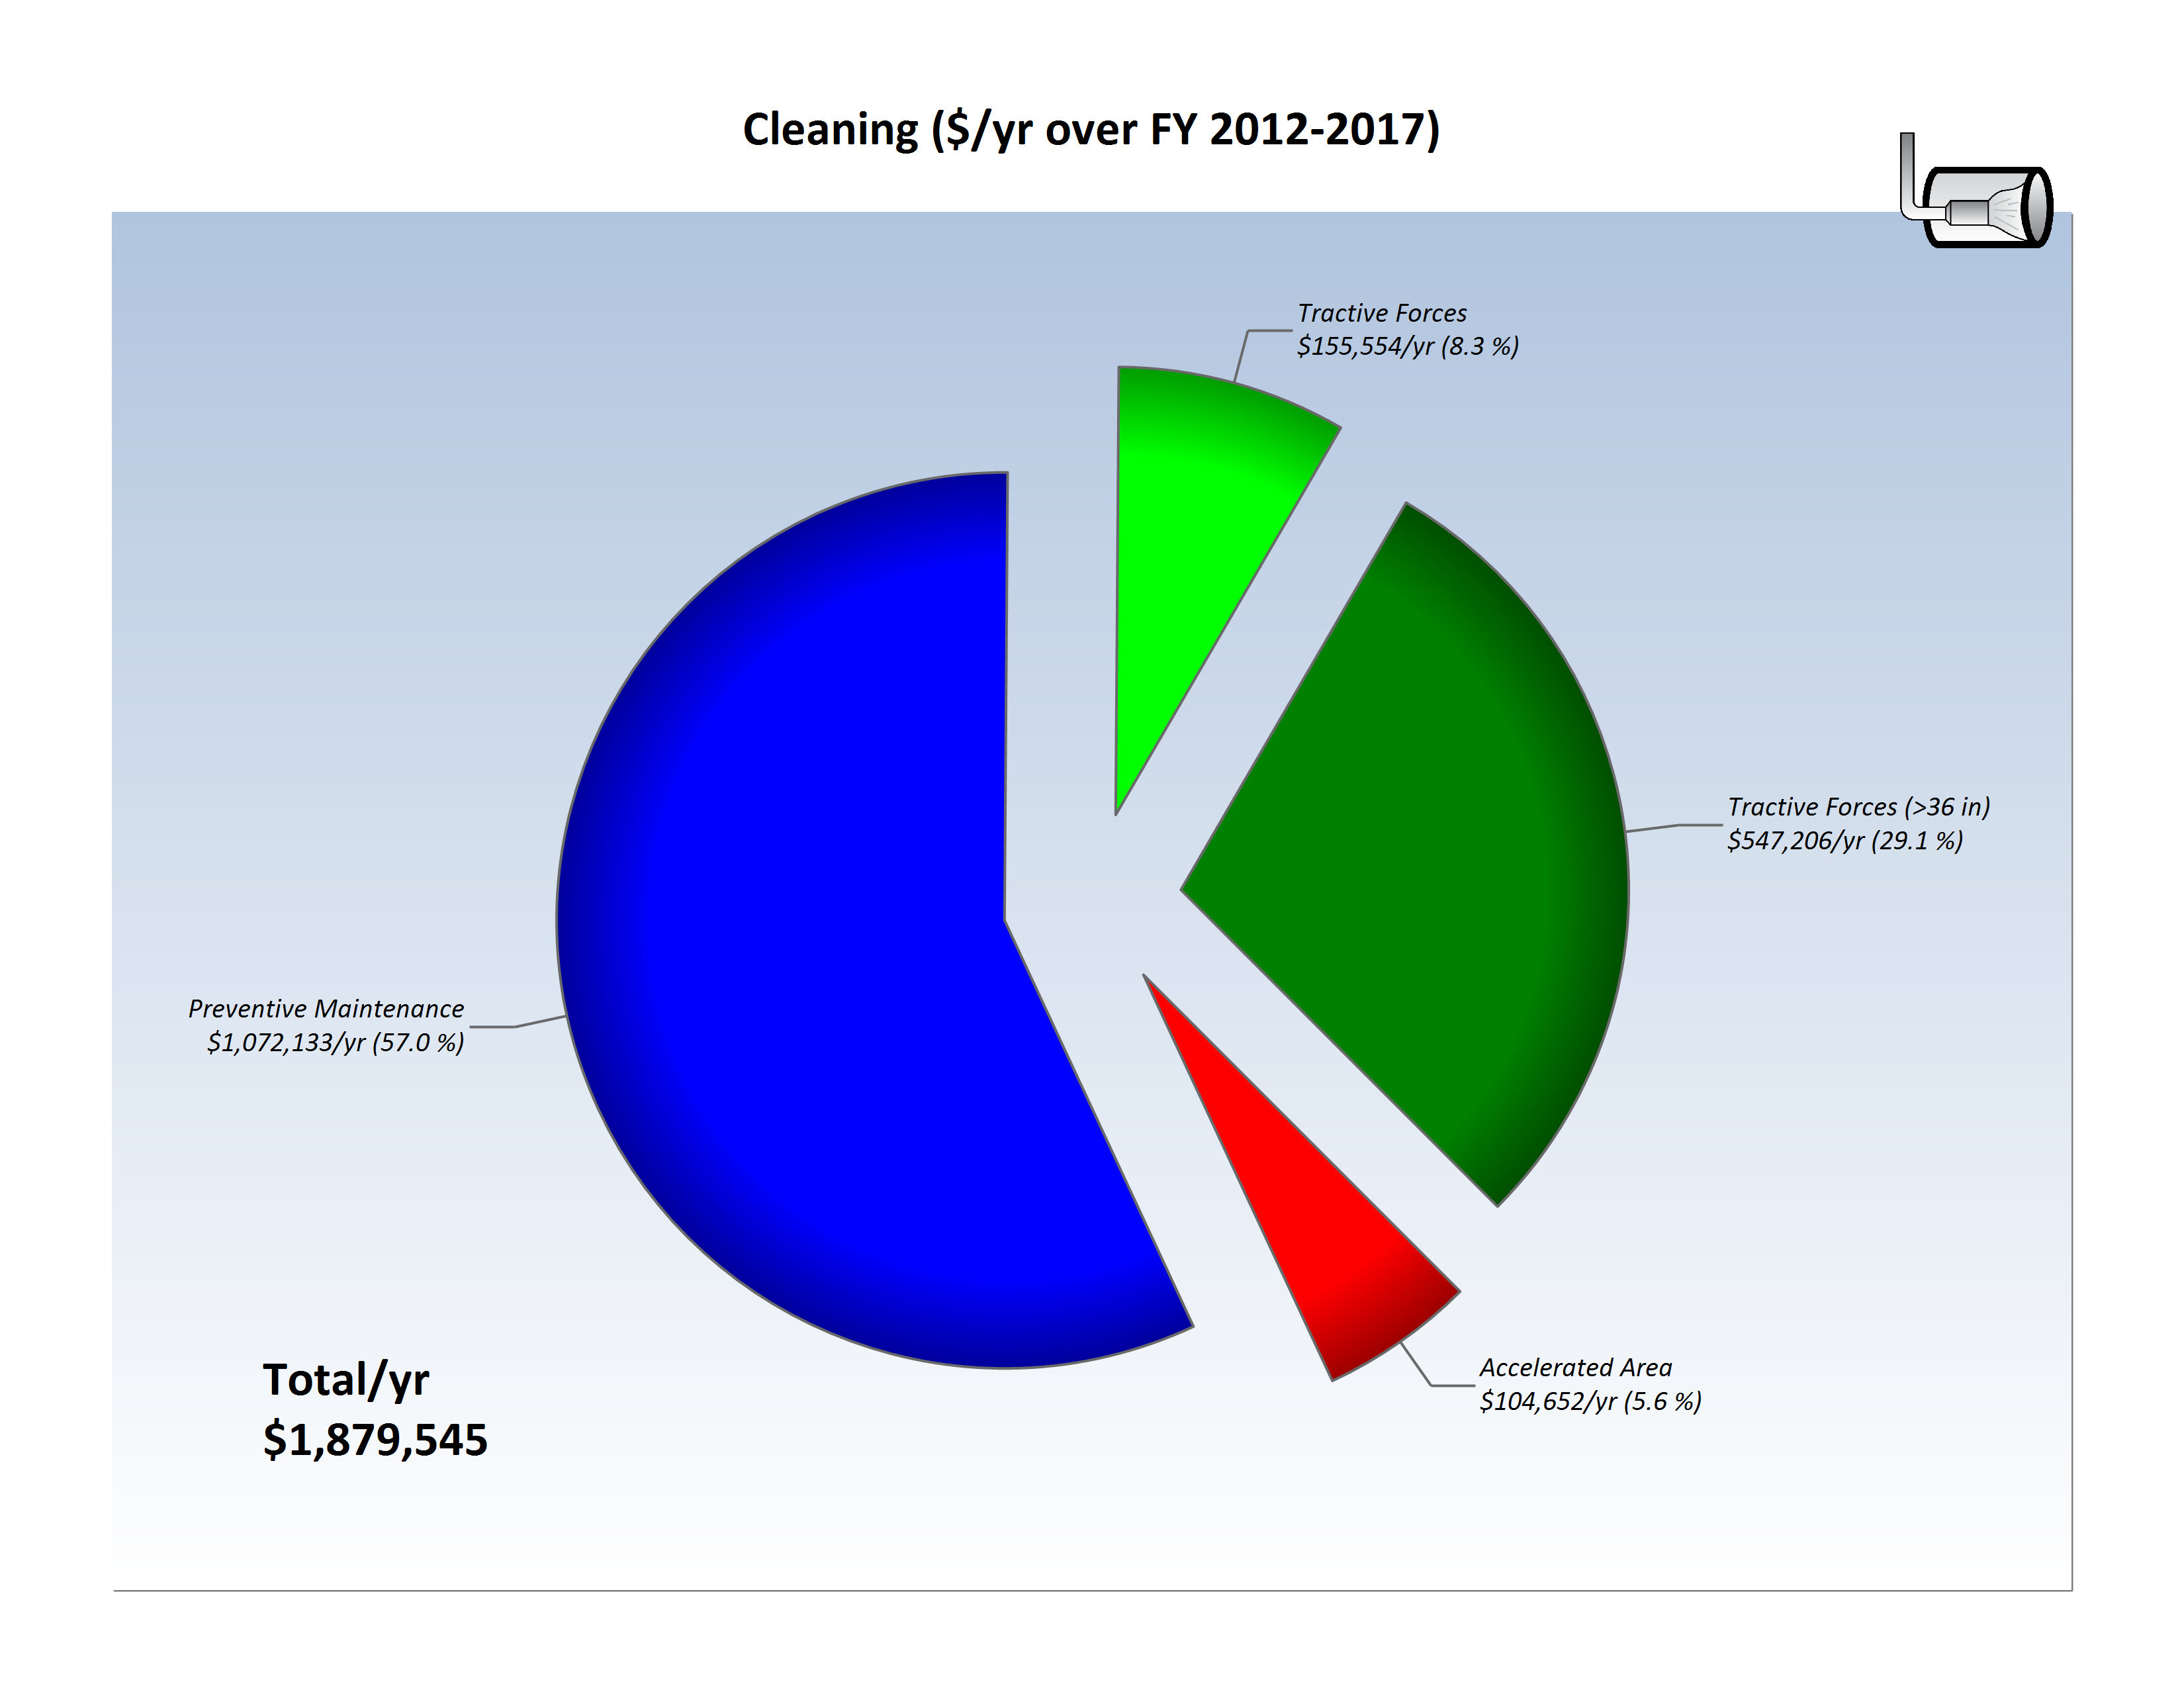 Cleaning ($/yr over FY 2012-2017)
Tractive Forces
$155,554/yr (8.3 %)
Tractive Forces (>36 in)
$547,206/yr (29.1 %)
Preventive Maintenance
$1,072,133/yr (57.0 %)
Accelerated Area
$104,652/yr (5.6 %)
Total/yr
$1,879,545